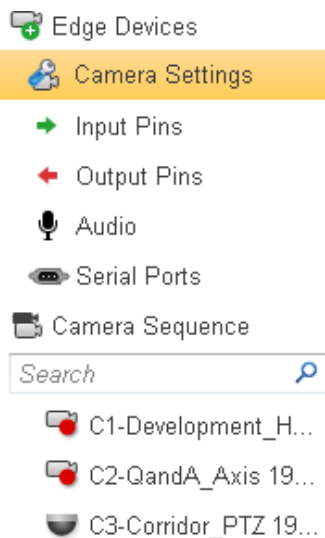 Edge Devices
Camera Settings
Input Pins
Output Pins
Audio
Serial Ports
Camera Sequence
Search
C1-Development_H...
C2-QandA_Axis 19...
C3-Corridor_PTZ 19...